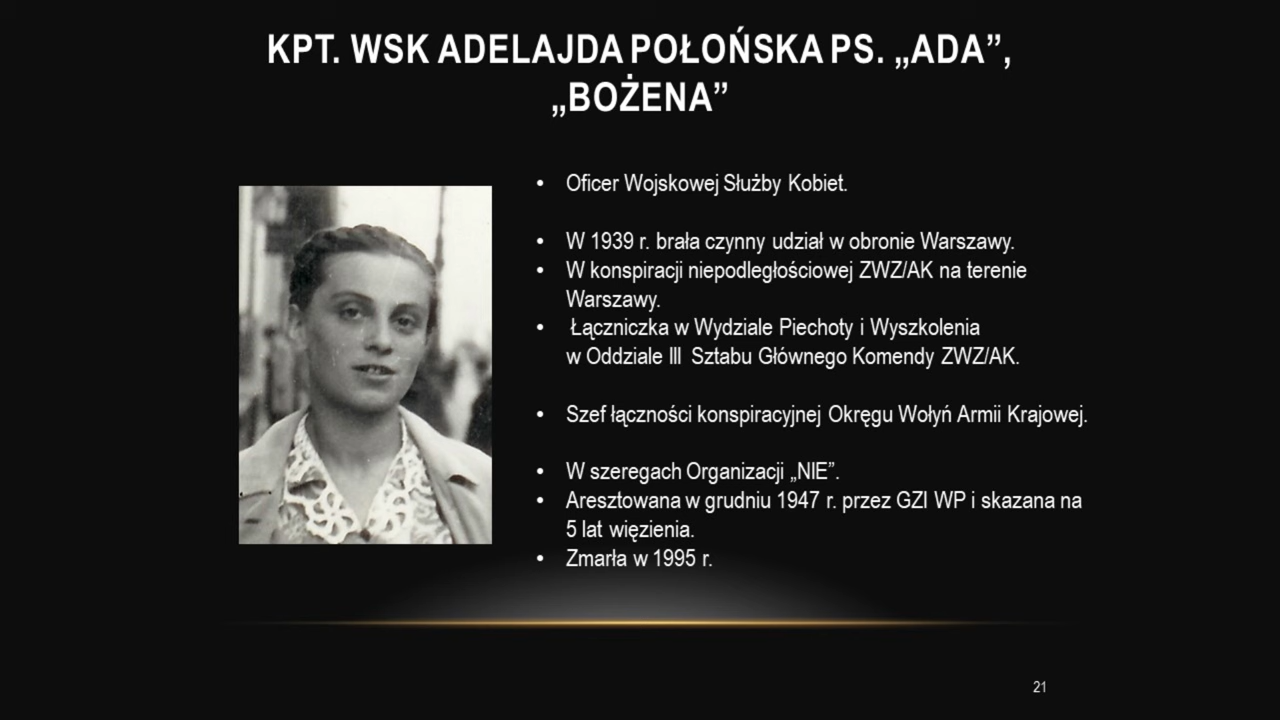 KPT. WSK ADELAJDA POŁOŃSKA PS. „ADA”,
„BOŻENA”
• Oficer Wojskowej Służby Kobiet.
• W 1939 r. brała czynny udział w obronie Warszawy.
• W konspiracji niepodległościowej ZWZ/AK na terenie
Warszawy.
• Łączniczka w Wydziale Piechoty i Wyszkolenia
w Oddziale III Sztabu Głównego Komendy ZWZ/AK.
• Szef łączności konspiracyjnej Okręgu Wołyń Armii Krajowej.
• W szeregach Organizacji „NIE”.
• Aresztowana w grudniu 1947 r. przez GZI WP i skazana na
5 lat więzienia.
• Zmarła w 1995 r.
21